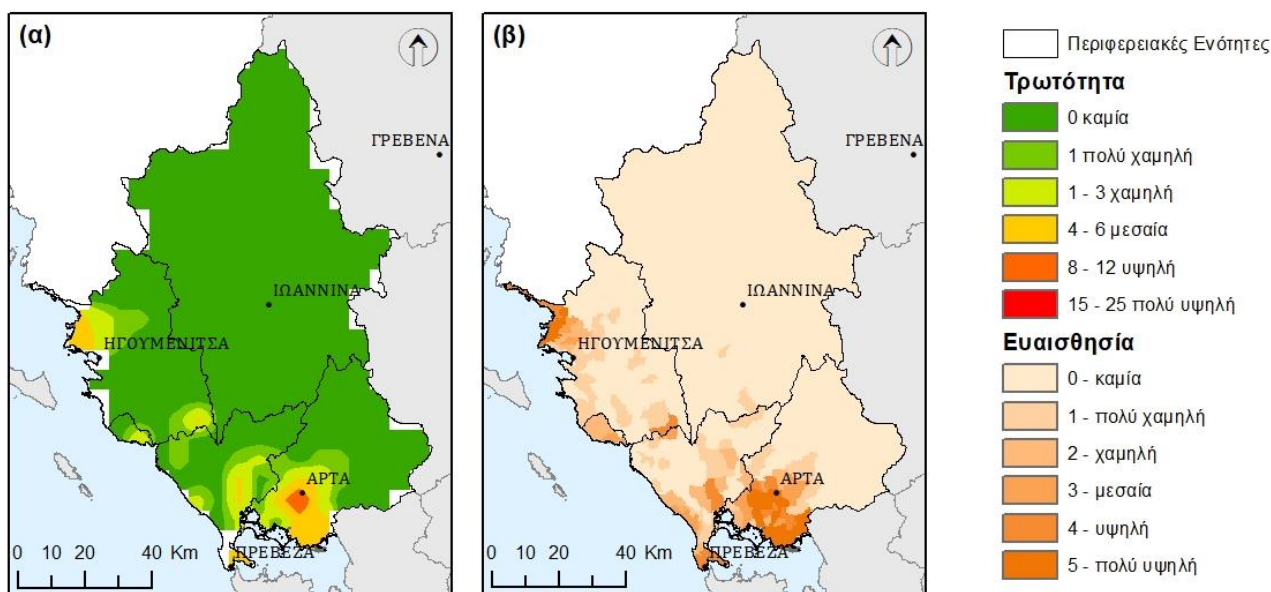 (α)
ΓΡΕΒΕΝΑ
ΙΩΑΝΝΙΝΑ
ΗΓΟΥΜΕΝΙΤΣΑ
ΑΡΤΑ
ΠΡΕΒΕΖΑ
0 10 20 40 Km
(β)
ΓΡΕΒΕΝΑ
ΙΩΑΝΝΙΝΑ
ΗΓΟΥΜΕΝΙΤΣΑ
ΑΡΤΑ
ΠΡΕΒΕΖΑ
0 10 20 40 Km
Περιφερειακές Ενότητες
Τρωτότητα
0 καμία
1 πολύ χαμηλή
1 - 3 χαμηλή
4 - 6 μεσαία
8 - 12 υψηλή
15 - 25 πολύ υψηλή
Ευαισθησία
0 - καμία
1 - πολύ χαμηλή
2 - χαμηλή
3 - μεσαία
4 - υψηλή
5 - πολύ υψηλή